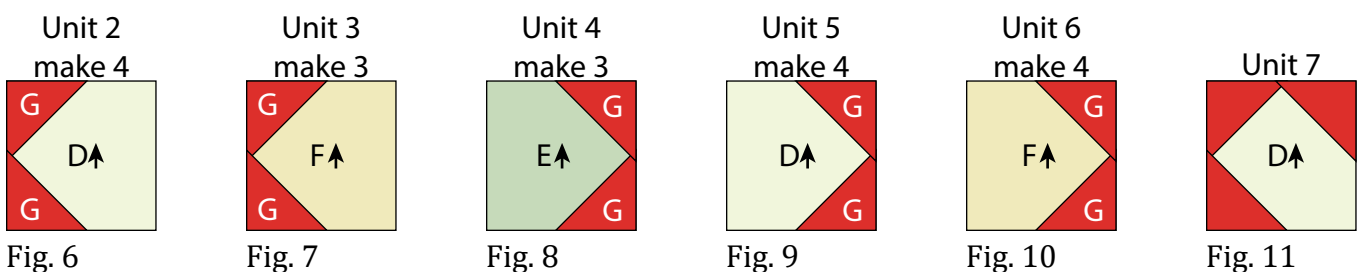 Unit 2
make 4
G
D
G
Fig. 6
Unit 3
make 3
G
F
G
Fig. 7
Unit 4
make 3
G
E
G
Fig. 8
Unit 5
make 4
G
D
G
Fig. 9
Unit 6
make 4
G
F
G
Fig. 10
Unit 7
D
Fig. 11